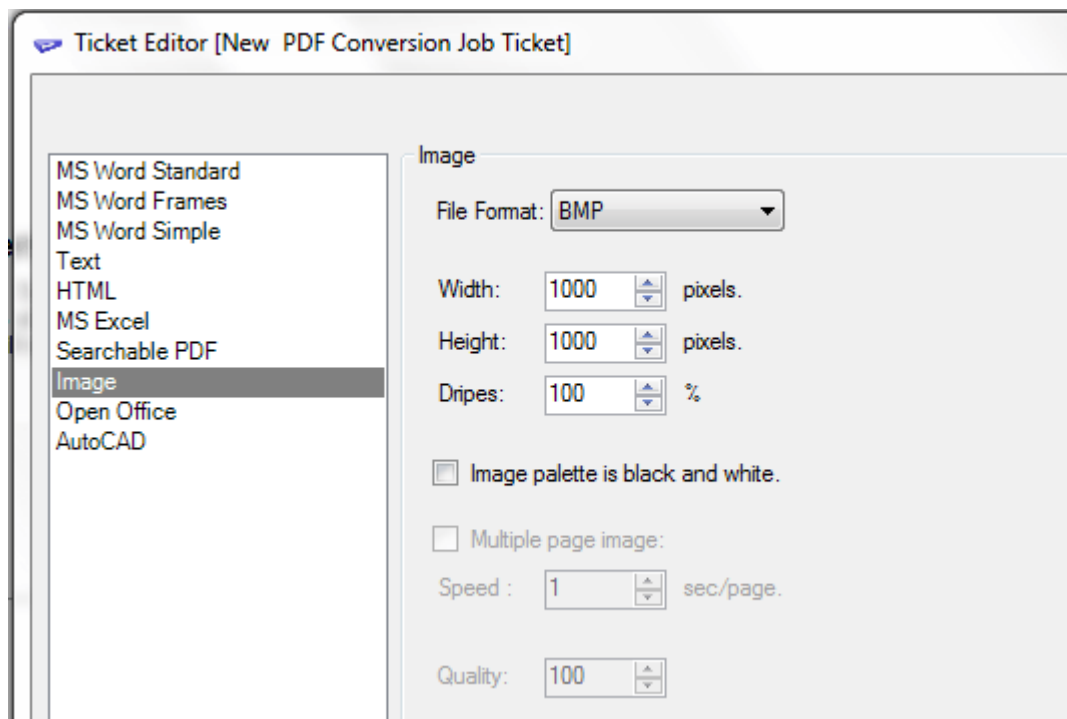 Ticket Editor [New  PDF Conversion Job Ticket]
MS Word Standard
MS Word Frames
MS Word Simple
Text
HTML
MS Excel
Searchable PDF
Image
Open Office
AutoCAD
Image
File Format: BMP
Width: 1000 pixels.
Height: 1000 pixels.
Dripes: 100 %
Image palette is black and white.
Multiple page image:
Speed : 1 sec/page.
Quality: 100